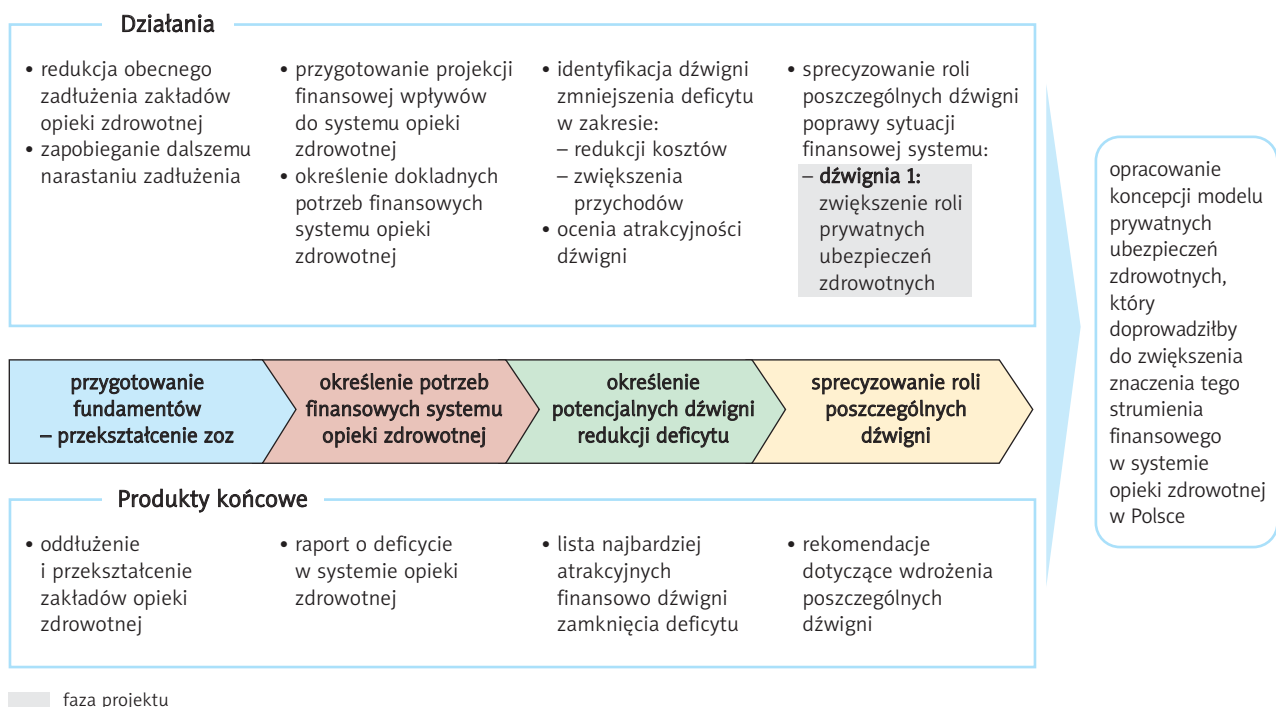 Działania
• redukcja obecnego
zadłużenia zakładów
opieki zdrowotnej
• zapobieganie dalszemu
narastaniu zadłużenia
• przygotowanie projekcji
finansowej wpływów
do systemu opieki
zdrowotnej
• określenie dokladnych
potrzeb finansowych
systemu opieki
zdrowotnej
• identyfikacja dźwigni
zmniejszenia deficytu
w zakresie:
– redukcji kosztów
– zwiększenia
przychodów
• ocenia atrakcyjności
dźwigni
• sprecyzowanie roli
poszczególnych dźwigni
poprawy sytuacji
finansowej systemu:
– dźwignia 1:
zwiększenie roli
prywatnych
ubezpieczeń
zdrowotnych
przygotowanie
fundamentów
– przekształcenie zoz
określenie potrzeb
finansowych systemu
opieki zdrowotnej
określenie
potencjalnych dźwigni
redukcji deficytu
sprecyzowanie roli
poszczególnych
dźwigni
Produkty końcowe
• oddłużenie
i przekształcenie
zakładów opieki
zdrowotnej
• raport o deficycie
w systemie opieki
zdrowotnej
• lista najbardziej
atrakcyjnych
finansowo dźwigni
zamknięcia deficytu
• rekomendacje
dotyczące wdrożenia
poszczególnych
dźwigni
opracowanie
koncepcji modelu
prywatnych
ubezpieczeń
zdrowotnych,
który
doprowadziłby
do zwiększenia
znaczenia tego
strumienia
finansowego
w systemie
opieki zdrowotnej
w Polsce
faza projektu